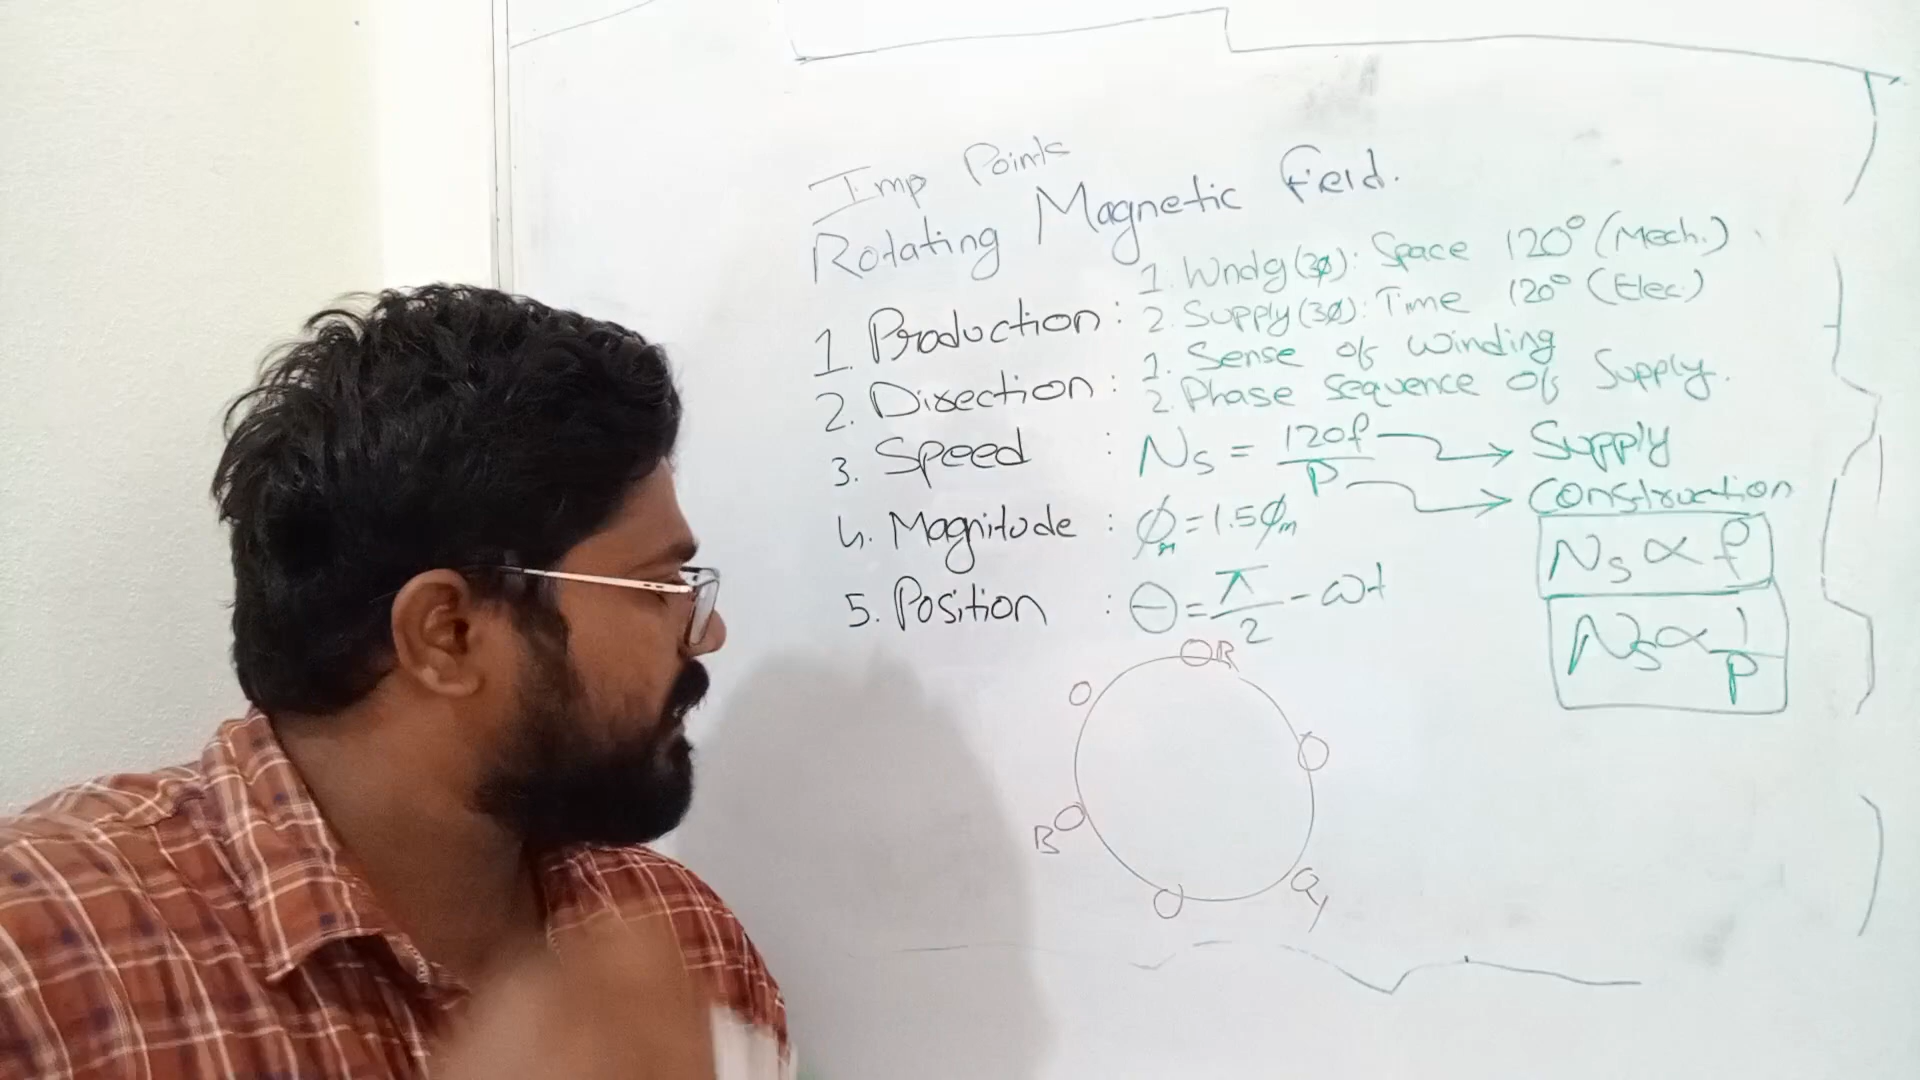 Imp Points
Rotating Magnetic Field.
1. Production : 1. Wndg(3ϕ): Space 120° (Mech.)
2. Supply(3ϕ): Time 120° (Elec.)
2. Direction : 1. Sense of Winding
2. Phase sequence of Supply.
3. Speed : Ns = 120f/P → Supply
→ Construction
4. Magnitude : ϕ = 1.5ϕm
Ns ∝ f
5. Position : θ = π/2 - ωt
Ns ∝ 1/P
R
B
Y